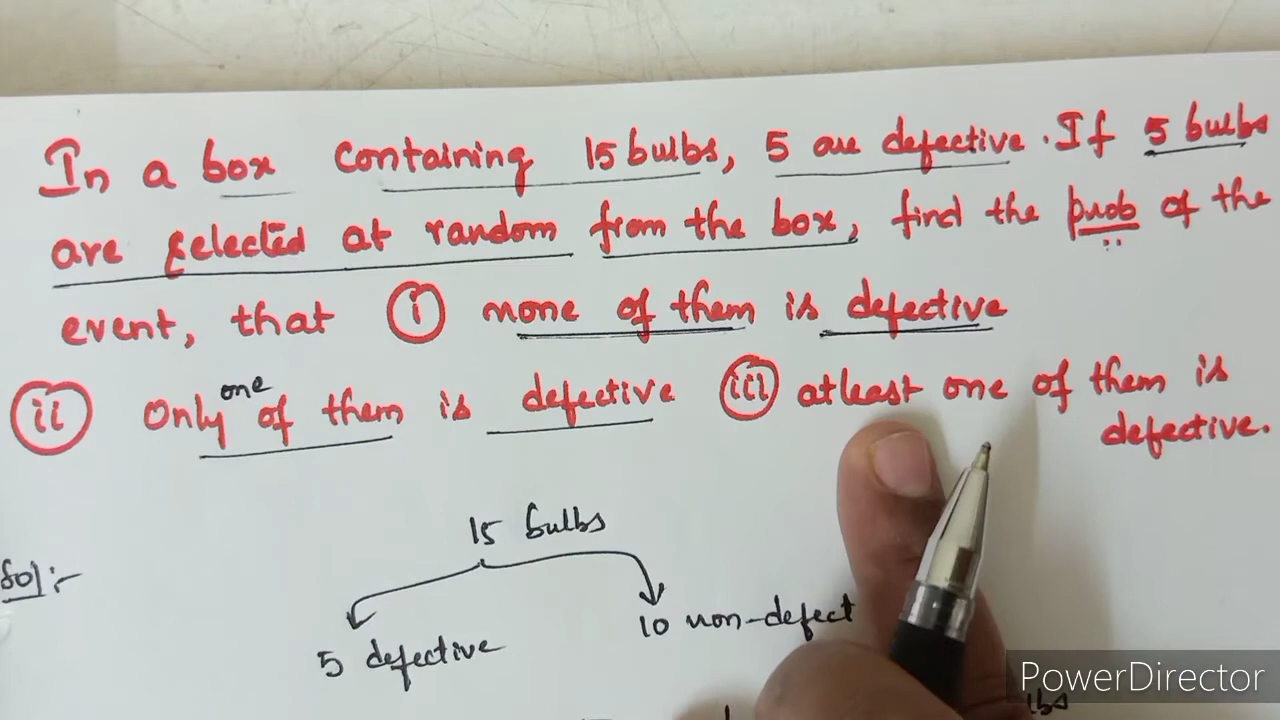 In a box containing 15 bulbs, 5 are defective. If 5 bulbs
are selected at random from the box, find the prob of the
event, that (i) none of them is defective
(ii) Only one of them is defective (iii) atleast one of them is
defective.
15 bulbs
Sol:-
10 non-defect
5 defective
PowerDirector